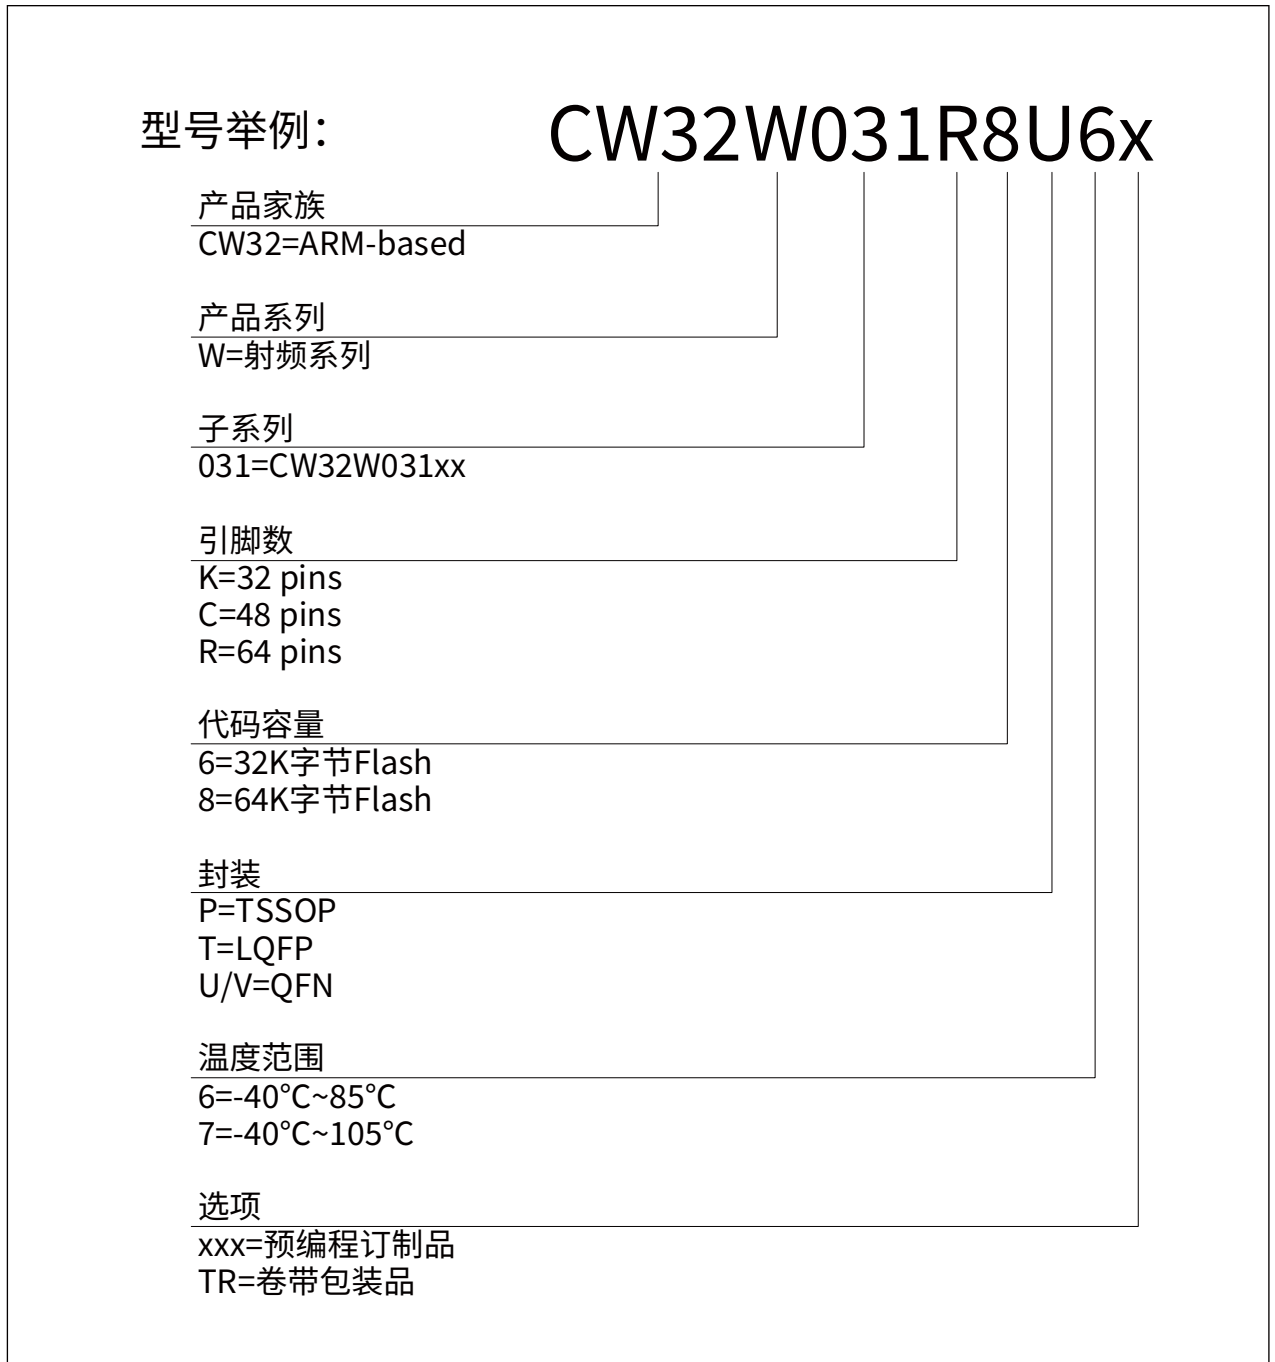 型号举例： CW32W031R8U6x
产品家族
CW32=ARM-based
产品系列
W=射频系列
子系列
031=CW32W031xx
引脚数
K=32 pins
C=48 pins
R=64 pins
代码容量
6=32K字节Flash
8=64K字节Flash
封装
P=TSSOP
T=LQFP
U/V=QFN
温度范围
6=-40℃~85℃
7=-40℃~105℃
选项
xxx=预编程订制品
TR=卷带包装品